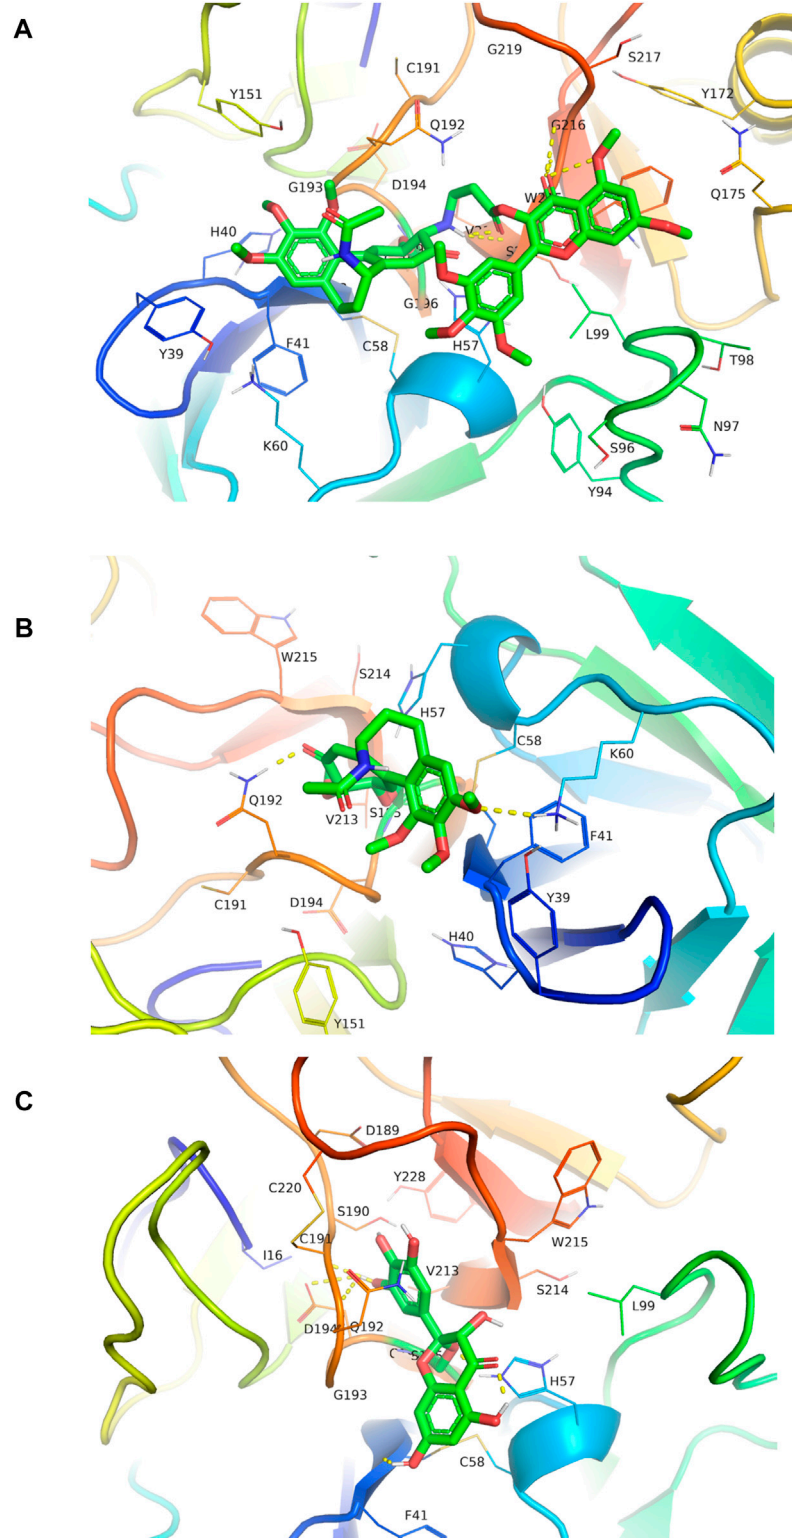 A
G219
S217
C191
Y151
Y172
Q192
G216
G193
D194
Q175
H40
G196
L99
Y39
F41
C58
H57
T98
K60
S96
N97
Y94
B
W215
S214
H57
C58
K60
Q192
V213
F41
C191
D194
Y39
H40
Y151
C
D189
Y228
C220
S190
C191
W215
I16
V213
S214
L99
D194
Q192
H57
G193
C58
F41